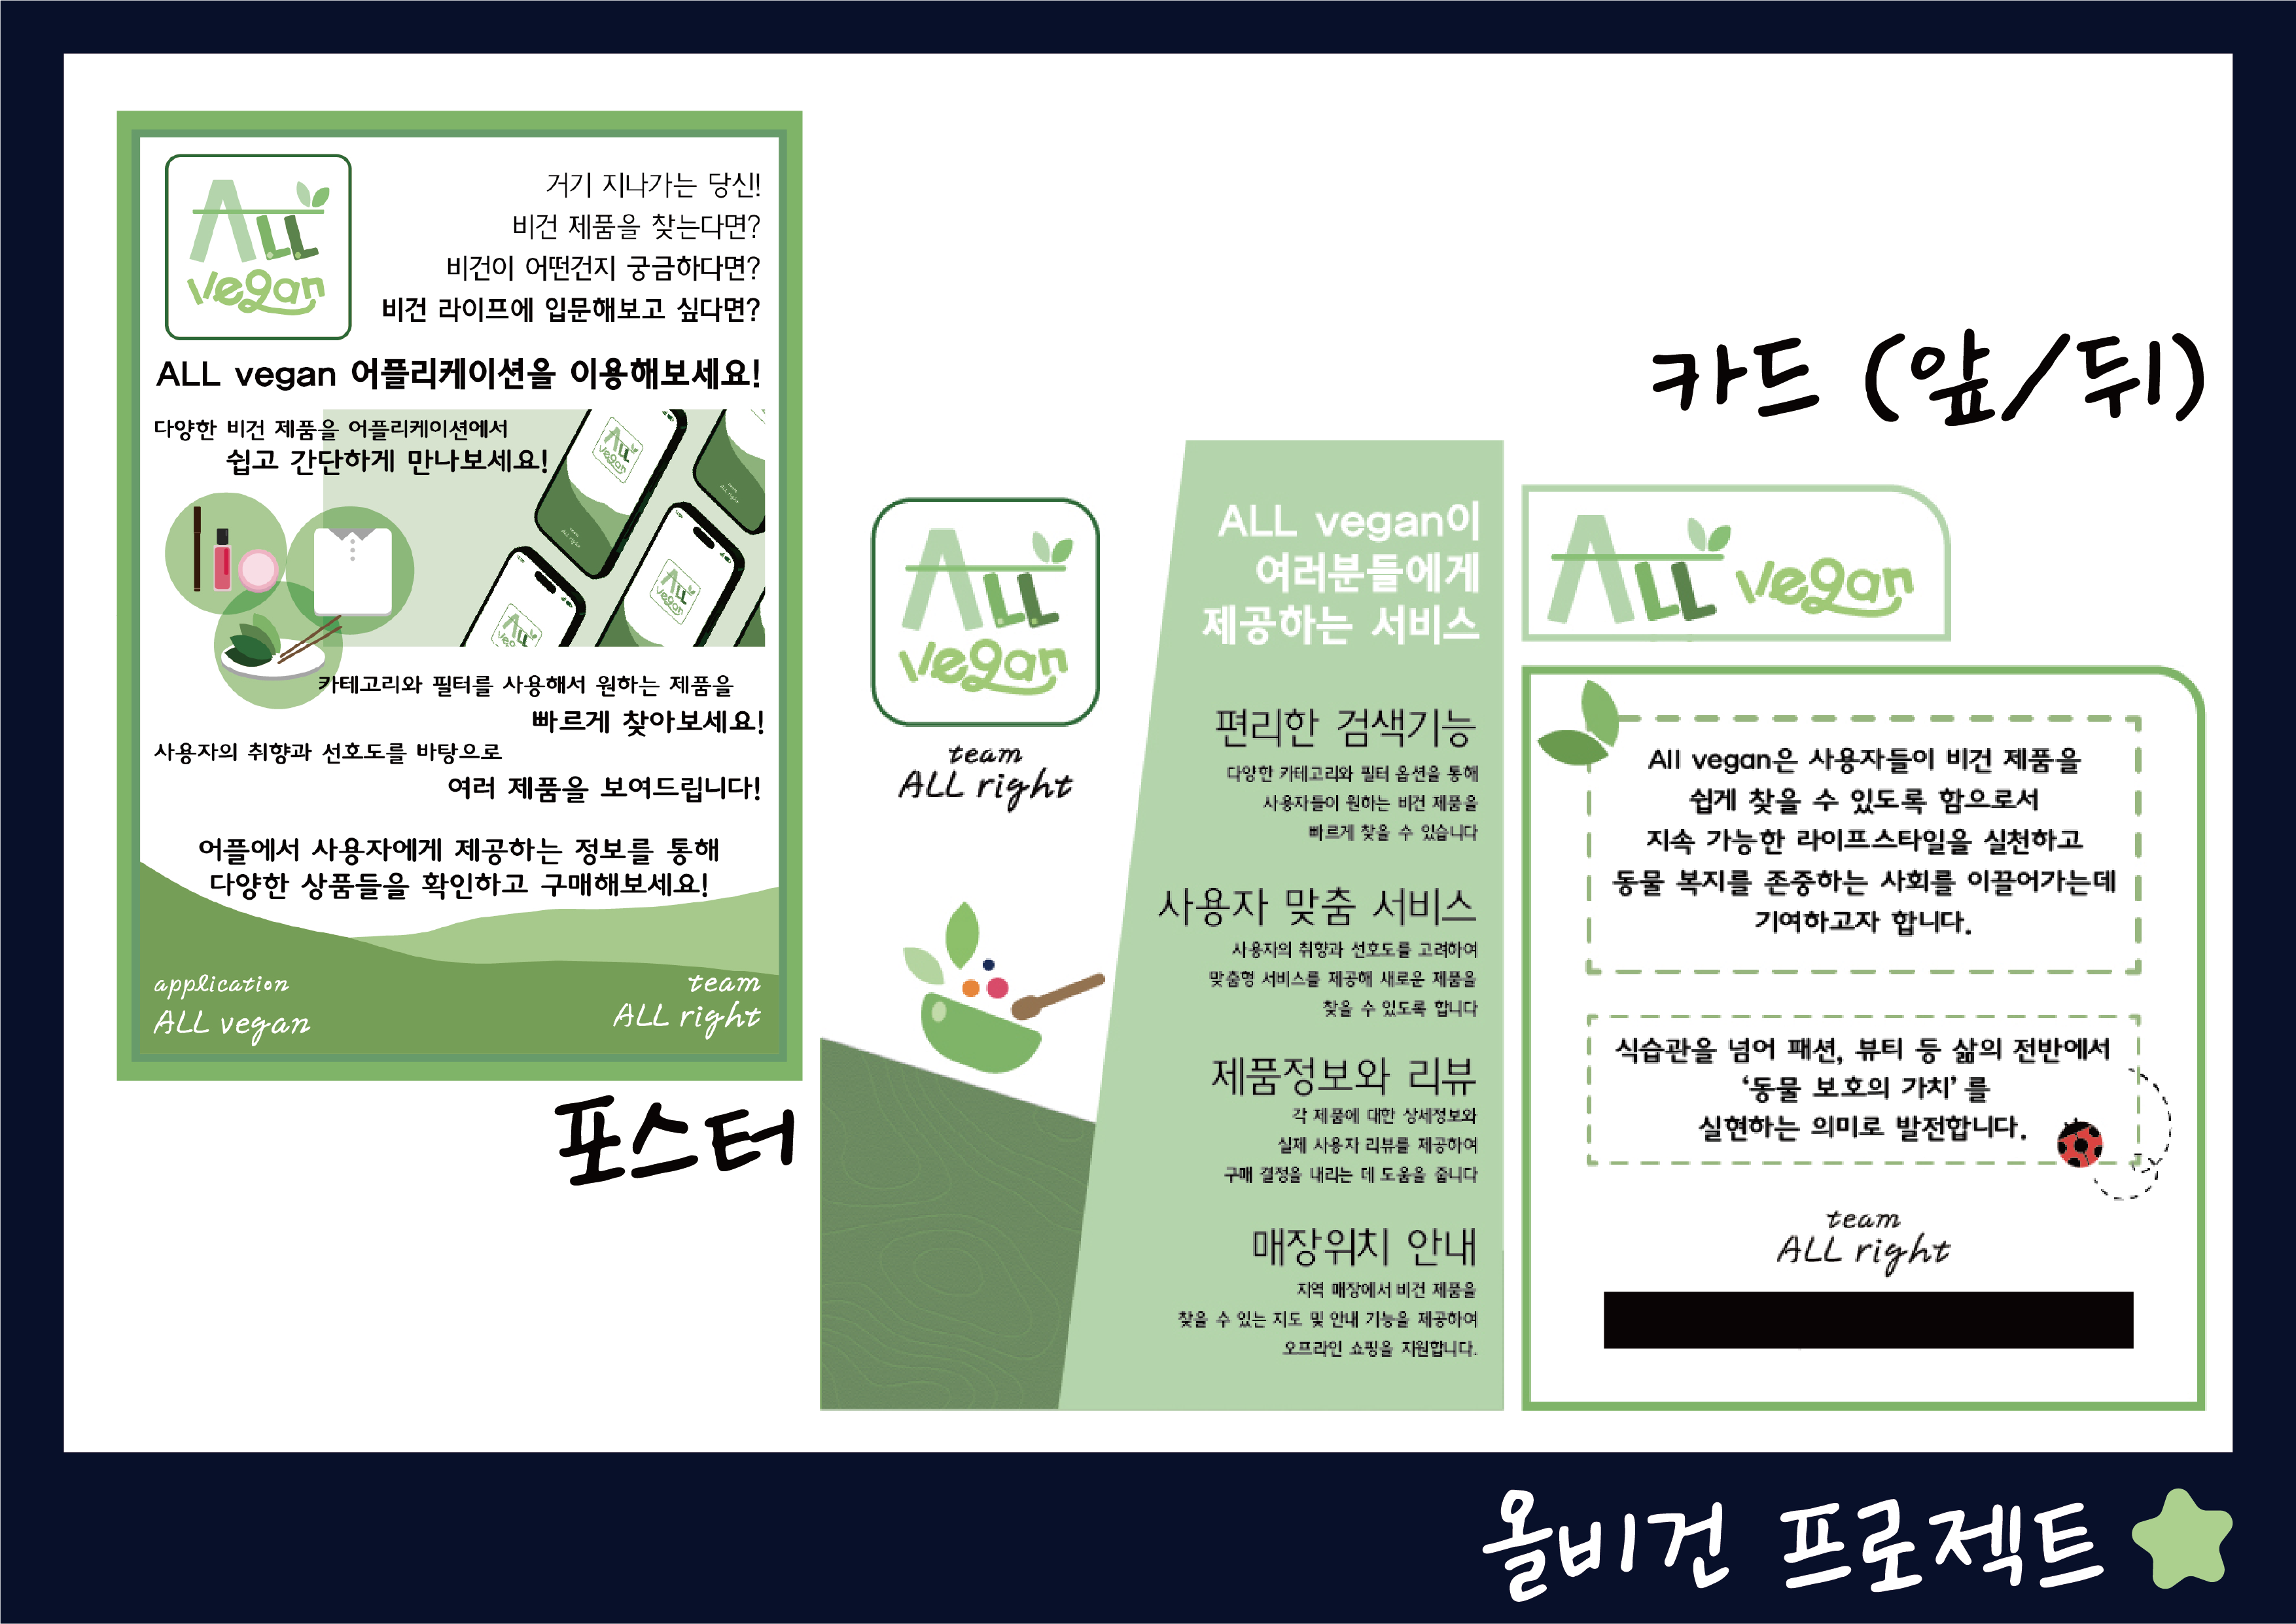 ALL
vegan
거기 지나가는 당신!
비건 제품을 찾는다면?
비건이 어떤건지 궁금하다면?
비건 라이프에 입문해보고 싶다면?
ALL vegan 어플리케이션을 이용해보세요!
다양한 비건 제품을 어플리케이션에서
쉽고 간단하게 만나보세요!
카테고리와 필터를 사용해서 원하는 제품을
빠르게 찾아보세요!
사용자의 취향과 선호도를 바탕으로
여러 제품을 보여드립니다!
어플에서 사용자에게 제공하는 정보를 통해
다양한 상품들을 확인하고 구매해보세요!
application
ALL vegan
team
ALL right
포스터
카드 (앞/뒤)
ALL
vegan
team
ALL right
ALL vegan이
여러분들에게
제공하는 서비스
편리한 검색기능
다양한 카테고리와 필터 옵션을 통해
사용자들이 원하는 비건 제품을
빠르게 찾을 수 있습니다
사용자 맞춤 서비스
사용자의 취향과 선호도를 고려하여
맞춤형 서비스를 제공해 새로운 제품을
찾을 수 있도록 합니다
제품정보와 리뷰
각 제품에 대한 상세정보와
실제 사용자 리뷰를 제공하여
구매 결정을 내리는 데 도움을 줍니다
매장위치 안내
지역 매장에서 비건 제품을
찾을 수 있는 지도 및 안내 기능을 제공하여
오프라인 쇼핑을 지원합니다.
ALL vegan
All vegan은 사용자들이 비건 제품을
쉽게 찾을 수 있도록 함으로서
지속 가능한 라이프스타일을 실천하고
동물 복지를 존중하는 사회를 이끌어가는데
기여하고자 합니다.
식습관을 넘어 패션, 뷰티 등 삶의 전반에서
‘동물 보호의 가치’ 를
실현하는 의미로 발전합니다.
team
ALL right
올비건 프로젝트